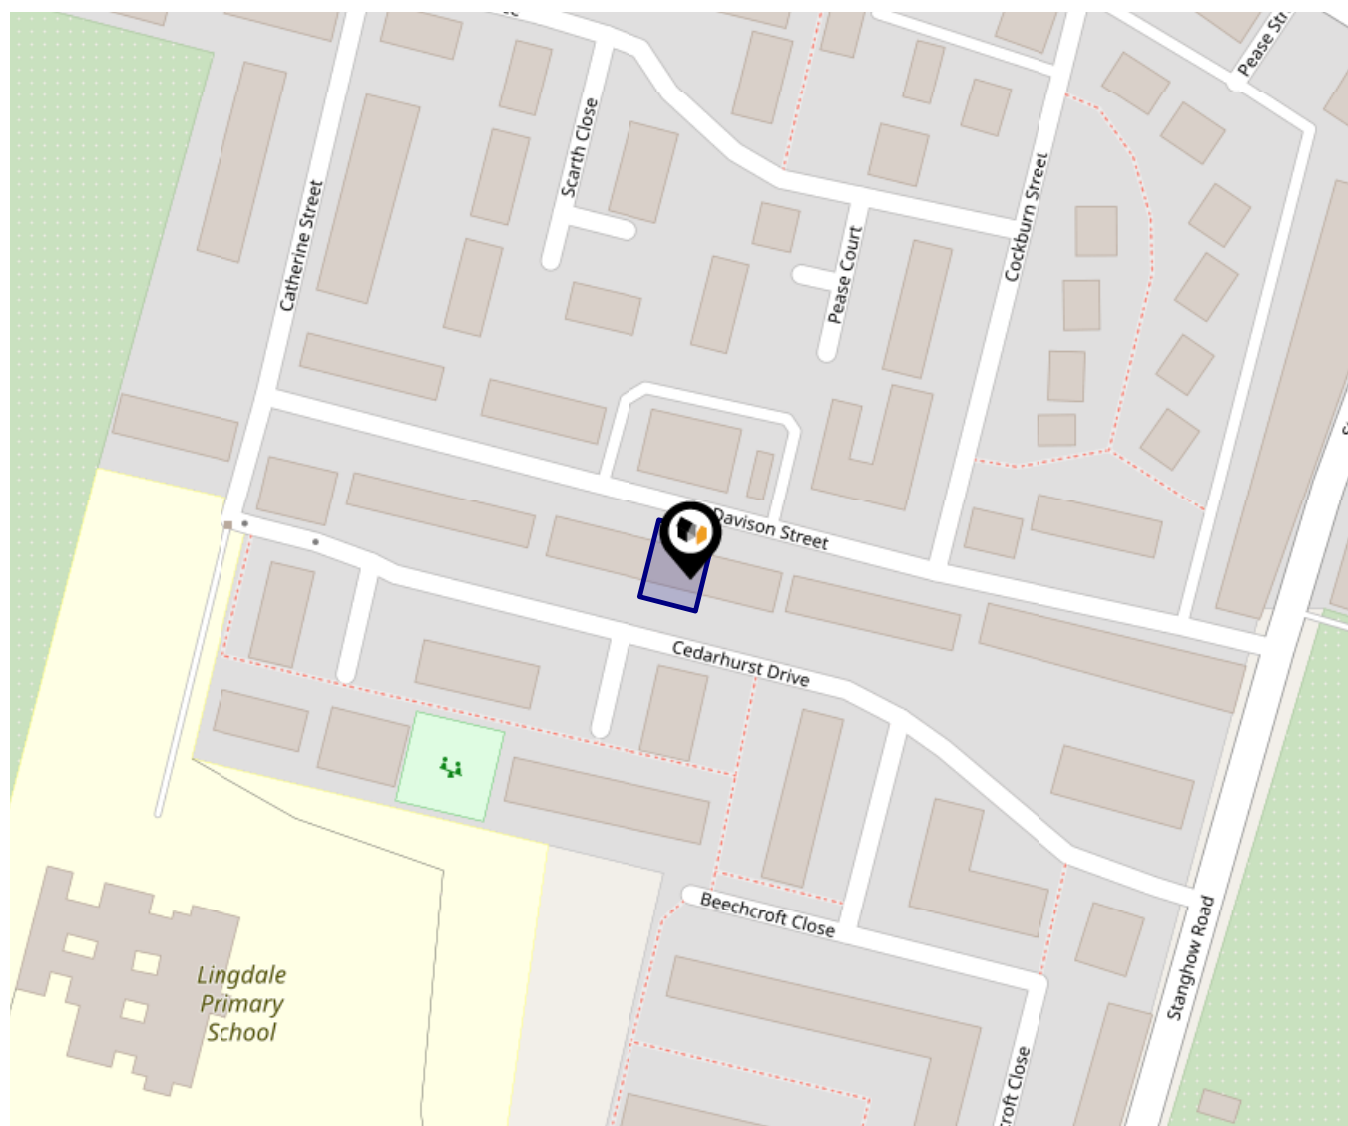 Pease Str
Scarth Close
Catherine Street
Cockburn Street
Pease Court
Davison Street
Cedarhurst Drive
Beechcroft Close
Stanghow Road
Lingdale
Primary
School
croft Close